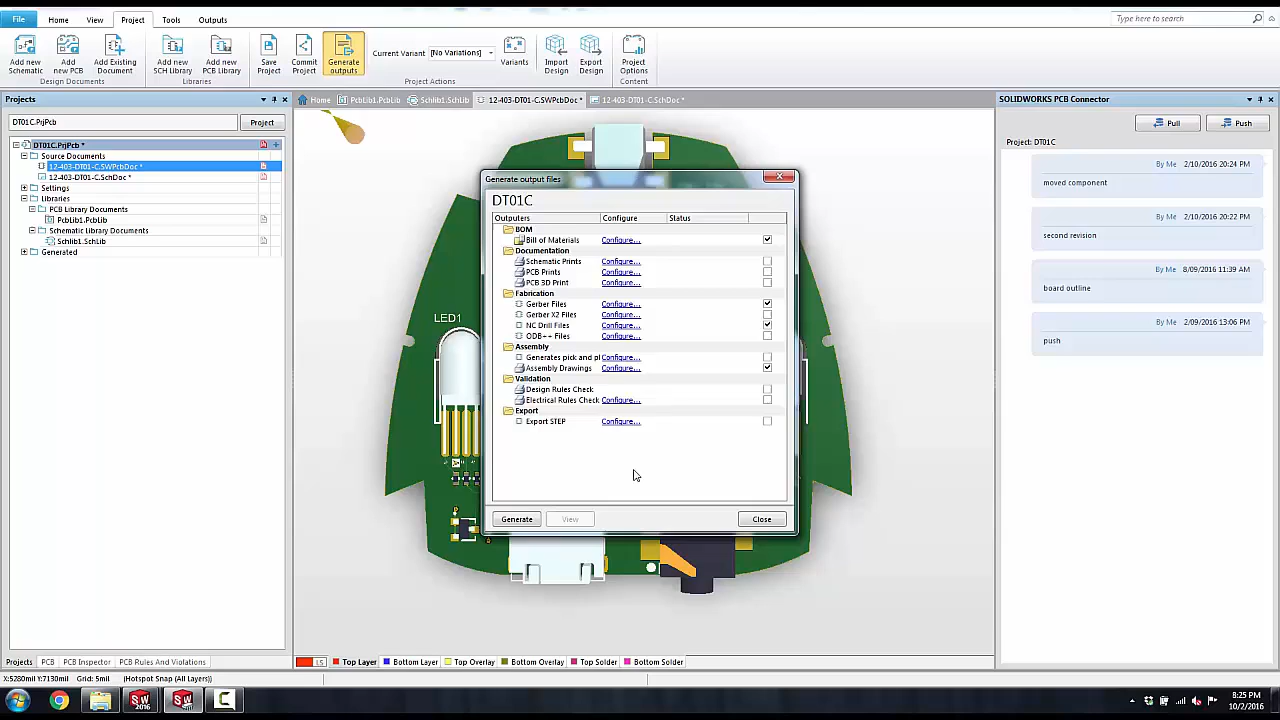 File Home View Project Tools Outputs
Type here to search
Add new Schematic
Add new PCB
Add Existing Document
Add new SCH Library
Add new PCB Library
Save Project
Commit Project
Generate outputs
Current Variant [No Variations]
Variants
Import Design
Export Design
Project Options
Design Documents
Libraries
Project Actions
Content
Projects
DT01C.PrjPcb
Project
DT01C.PrjPcb *
Source Documents
12-403-DT01-C.SWPcbDoc *
12-403-DT01-C.SchDoc *
Settings
Libraries
PCB Library Documents
PcbLib1.PcbLib
Schematic Library Documents
Schlib1.SchLib
Generated
Home PcbLib1.PcbLib Schlib1.SchLib 12-403-DT01-C.SWPcbDoc * 12-403-DT01-C.SchDoc *
LED1
Generate output files
DT01C
Outputers Configure Status
BOM
Bill of Materials Configure...
Documentation
Schematic Prints Configure...
PCB Prints Configure...
PCB 3D Print Configure...
Fabrication
Gerber Files Configure...
Gerber X2 Files Configure...
NC Drill Files Configure...
ODB++ Files Configure...
Assembly
Generates pick and pl Configure...
Assembly Drawings Configure...
Validation
Design Rules Check
Electrical Rules Check Configure...
Export
Export STEP Configure...
Generate View Close
SOLIDWORKS PCB Connector
Pull Push
Project: DT01C
By Me 2/10/2016 20:24 PM
moved component
By Me 2/10/2016 20:22 PM
second revision
By Me 8/09/2016 11:39 AM
board outline
By Me 2/09/2016 13:06 PM
push
Projects PCB PCB Inspector PCB Rules And Violations
LS Top Layer Bottom Layer Top Overlay Bottom Overlay Top Solder Bottom Solder
X:5280mil Y:7130mil Grid: 5mil (Hotspot Snap (All Layers))
SW 2016
SW
8:25 PM
10/2/2016